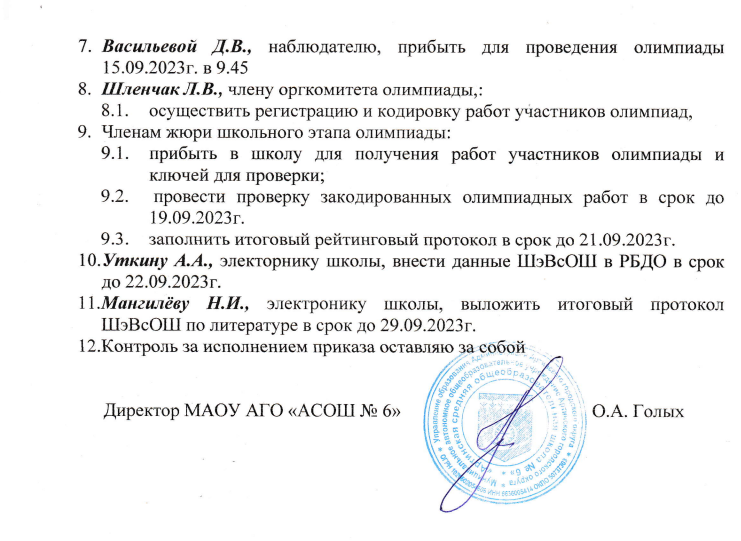 7. Васильевой Д.В., наблюдателю, прибыть для проведения олимпиады
15.09.2023г. в 9.45
8. Шленчак Л.В., члену оргкомитета олимпиады,:
8.1. осуществить регистрацию и кодировку работ участников олимпиад,
9. Членам жюри школьного этапа олимпиады:
9.1. прибыть в школу для получения работ участников олимпиады и
ключей для проверки;
9.2. провести проверку закодированных олимпиадных работ в срок до
19.09.2023г.
9.3. заполнить итоговый рейтинговый протокол в срок до 21.09.2023г.
10.Уткину А.А., электорнику школы, внести данные ШэВсОШ в РБДО в срок
до 22.09.2023г.
11.Мангилёву Н.И., электронику школы, выложить итоговый протокол
ШэВсОШ по литературе в срок до 29.09.2023г.
12.Контроль за исполнением приказа оставляю за собой
Директор МАОУ АГО «АСОШ № 6» О.А. Голых